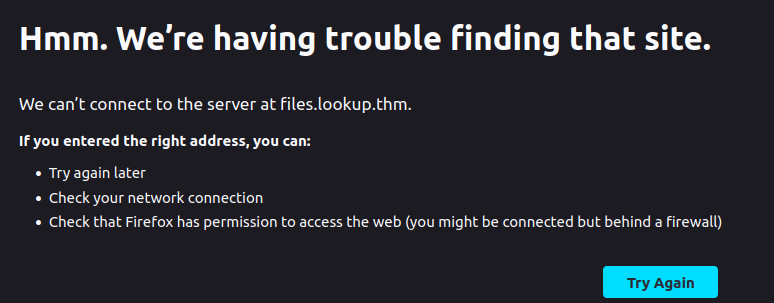 Hmm. We’re having trouble finding that site.
We can’t connect to the server at files.lookup.thm.
If you entered the right address, you can:
• Try again later
• Check your network connection
• Check that Firefox has permission to access the web (you might be connected but behind a firewall)
Try Again